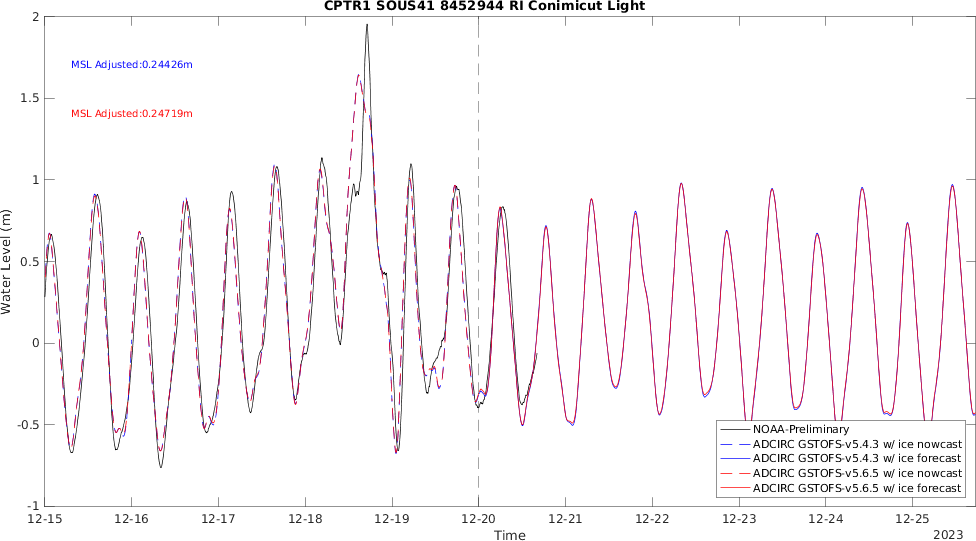 CPTR1 SOUS41 8452944 RI Conimicut Light
2
1.5
1
0.5
0
-0.5
-1
Water Level (m)
MSL Adjusted:0.24426m
MSL Adjusted:0.24719m
NOAA-Preliminary
ADCIRC GSTOFS-v5.4.3 w/ ice nowcast
ADCIRC GSTOFS-v5.4.3 w/ ice forecast
ADCIRC GSTOFS-v5.6.5 w/ ice nowcast
ADCIRC GSTOFS-v5.6.5 w/ ice forecast
12-15 12-16 12-17 12-18 12-19 12-20 12-21 12-22 12-23 12-24 12-25
Time
2023